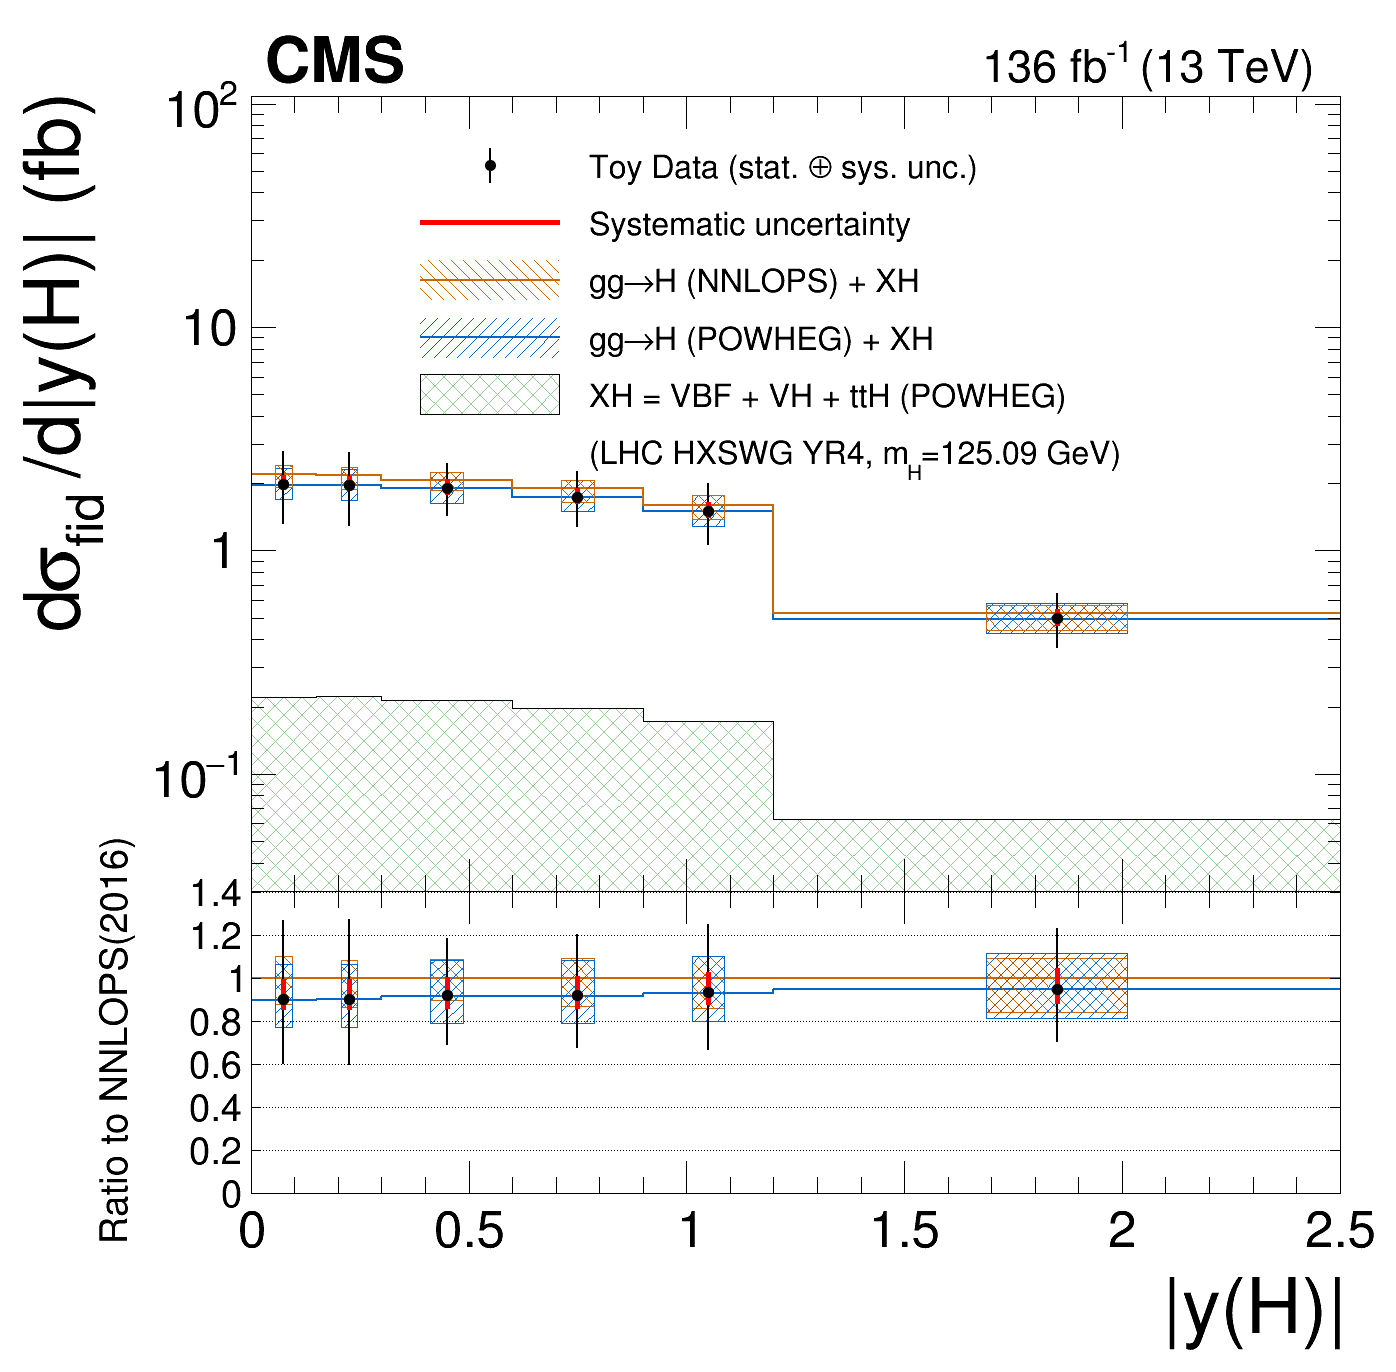 CMS
136 fb⁻¹ (13 TeV)
dσfid/d|y(H)| (fb)
10²
10
1
10⁻¹
Toy Data (stat. ⊕ sys. unc.)
Systematic uncertainty
gg→H (NNLOPS) + XH
gg→H (POWHEG) + XH
XH = VBF + VH + ttH (POWHEG)
(LHC HXSWG YR4, mH=125.09 GeV)
Ratio to NNLOPS(2016)
1.4
1.2
1
0.8
0.6
0.4
0.2
0
0 0.5 1 1.5 2 2.5
|y(H)|